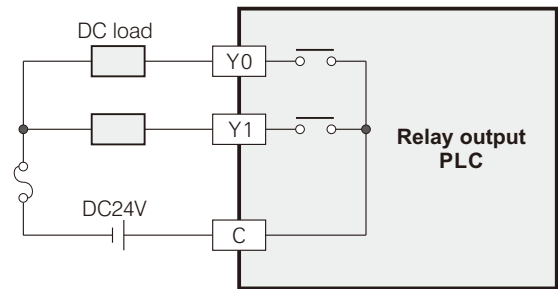 DC load
Y0
Y1
Relay output
PLC
DC24V
C